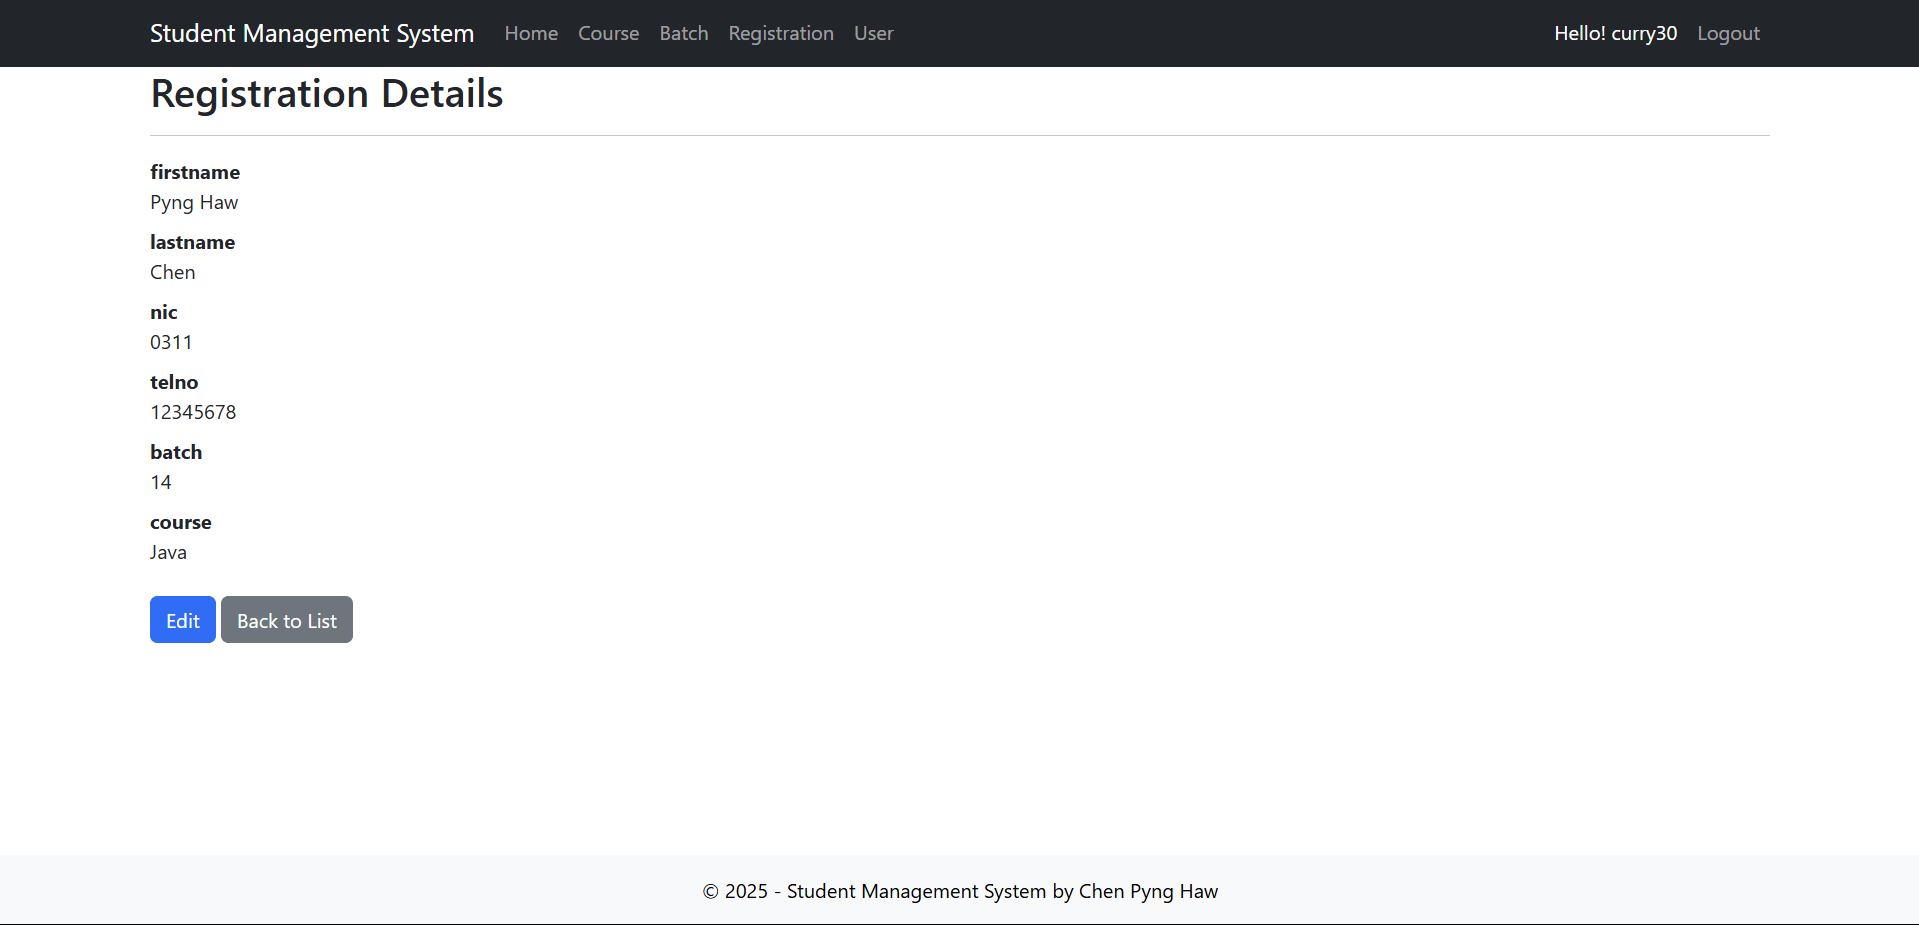 Student Management System Home Course Batch Registration User Hello! curry30 Logout
Registration Details
firstname
Pyng Haw
lastname
Chen
nic
0311
telno
12345678
batch
14
course
Java
Edit Back to List
© 2025 - Student Management System by Chen Pyng Haw